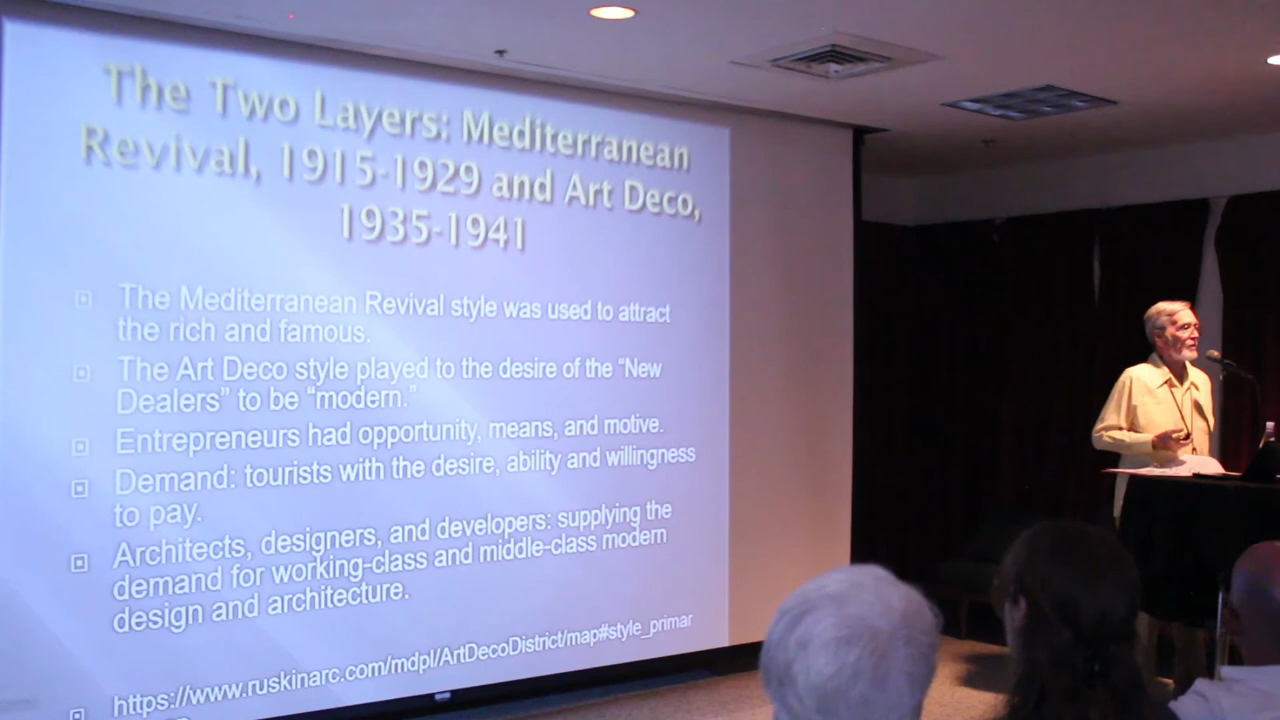 The Two Layers: Mediterranean
Revival, 1915-1929 and Art Deco,
1935-1941
The Mediterranean Revival style was used to attract
the rich and famous.
The Art Deco style played to the desire of the “New
Dealers” to be “modern.”
Entrepreneurs had opportunity, means, and motive.
Demand: tourists with the desire, ability and willingness
to pay.
Architects, designers, and developers: supplying the
demand for working-class and middle-class modern
design and architecture.
https://www.ruskinarc.com/mdpl/ArtDecoDistrict/map#style_primar